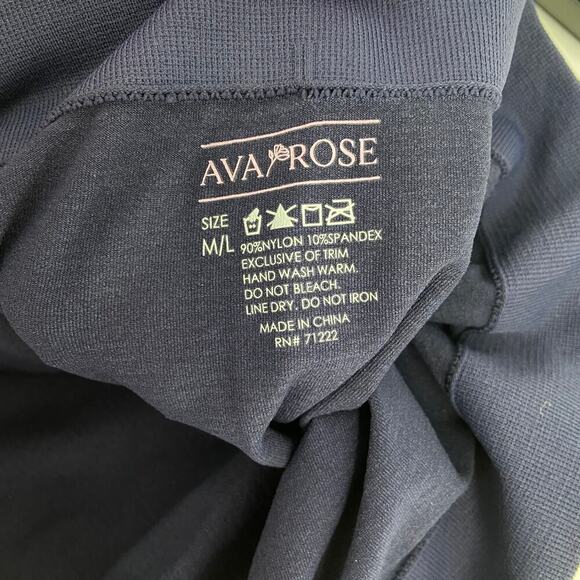 AVA ROSE
SIZE
M/L
90%NYLON 10%SPANDEX
EXCLUSIVE OF TRIM
HAND WASH WARM.
DO NOT BLEACH.
LINE DRY. DO NOT IRON
MADE IN CHINA
RN# 71222